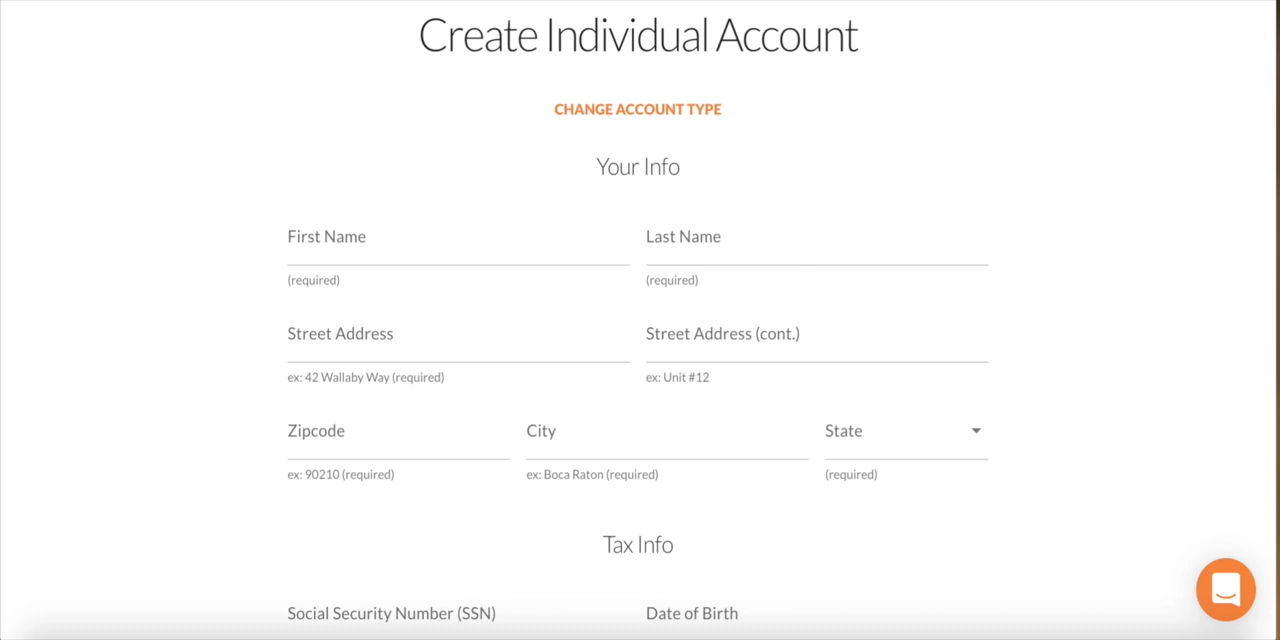 Create Individual Account
CHANGE ACCOUNT TYPE
Your Info
First Name Last Name
(required) (required)
Street Address Street Address (cont.)
ex: 42 Wallaby Way (required) ex: Unit #12
Zipcode City State
ex: 90210 (required) ex: Boca Raton (required) (required)
Tax Info
Social Security Number (SSN) Date of Birth